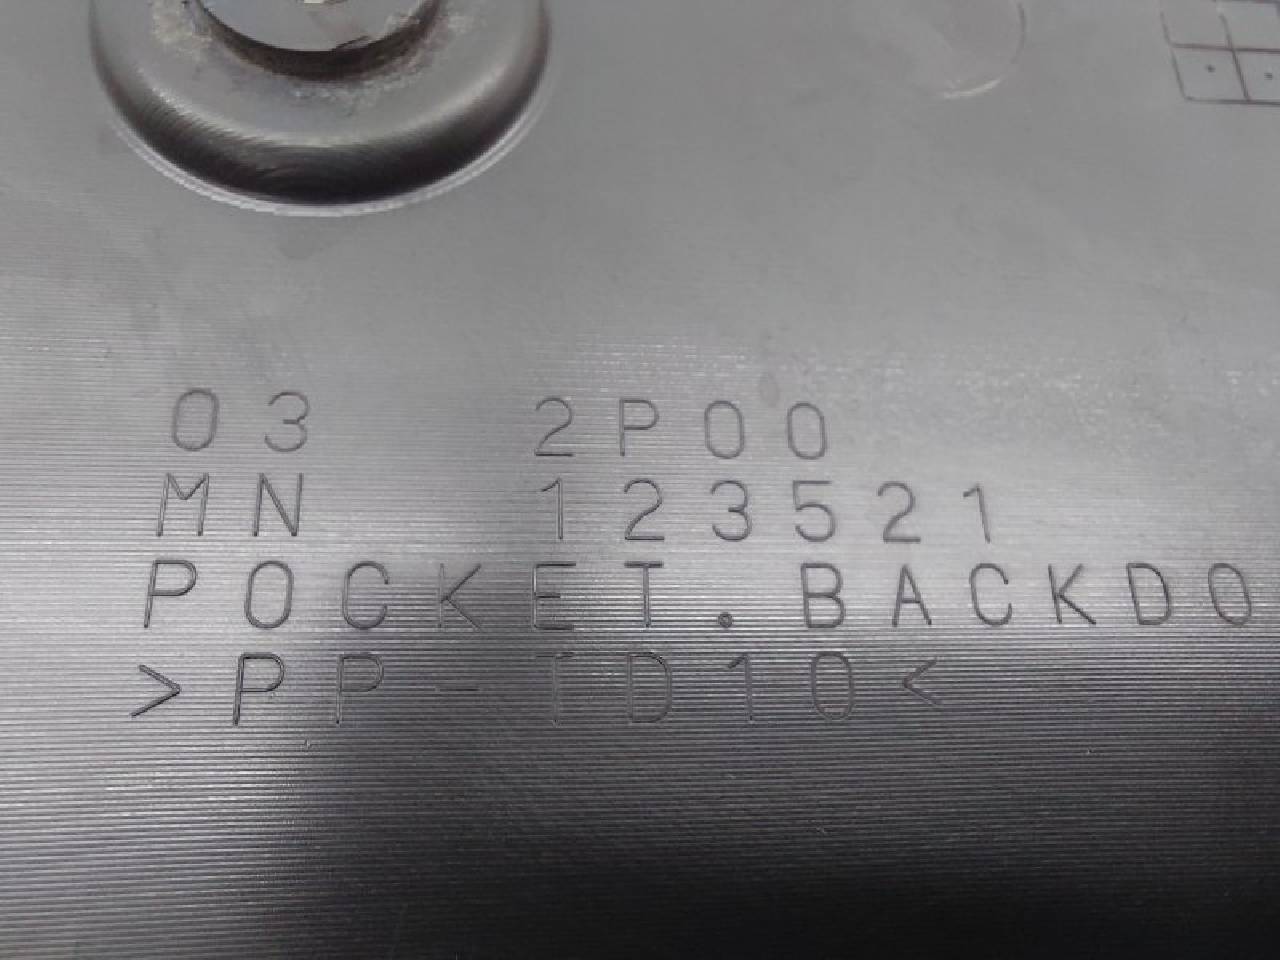 03 2P00
MN 123521
POCKET.BACKDO
>PP-TD10<